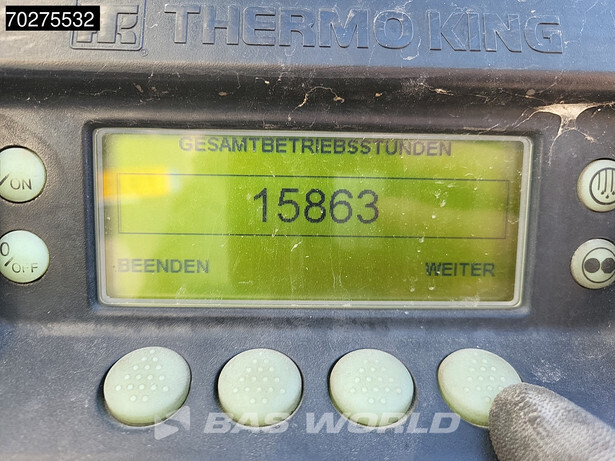 70275532
THERMO KING
GESAMTBETRIEBSSTUNDEN
/ON
15863
O/OFF
BEENDEN
WEITER
BAS WORLD